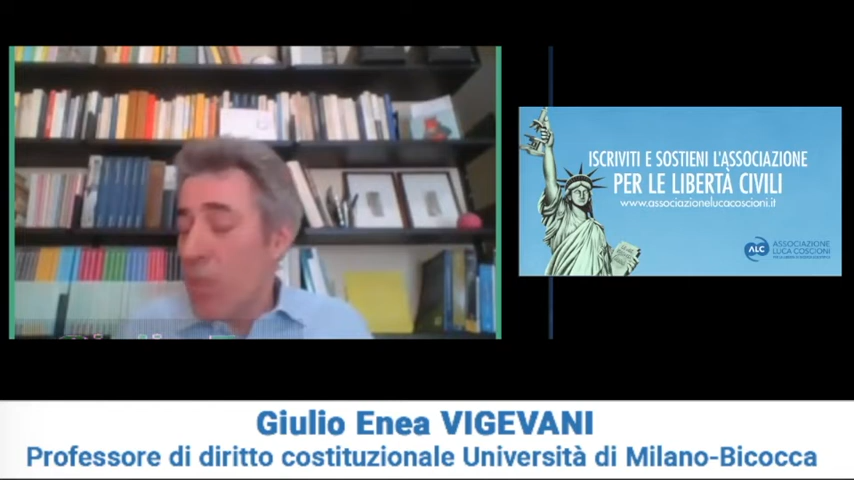 ISCRIVITI E SOSTIENI L'ASSOCIAZIONE
PER LE LIBERTÀ CIVILI
www.associazionelucacoscioni.it
ALC
ASSOCIAZIONE
LUCA COSCIONI
Giulio Enea VIGEVANI
Professore di diritto costituzionale Università di Milano-Bicocca